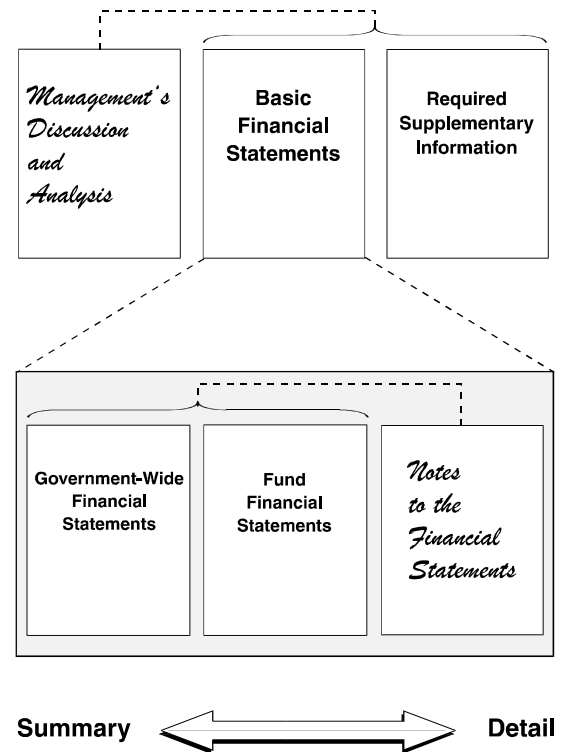 Management's
Discussion
and
Analysis
Basic
Financial
Statements
Required
Supplementary
Information
Government-Wide
Financial
Statements
Fund
Financial
Statements
Notes
to the
Financial
Statements
Summary
Detail